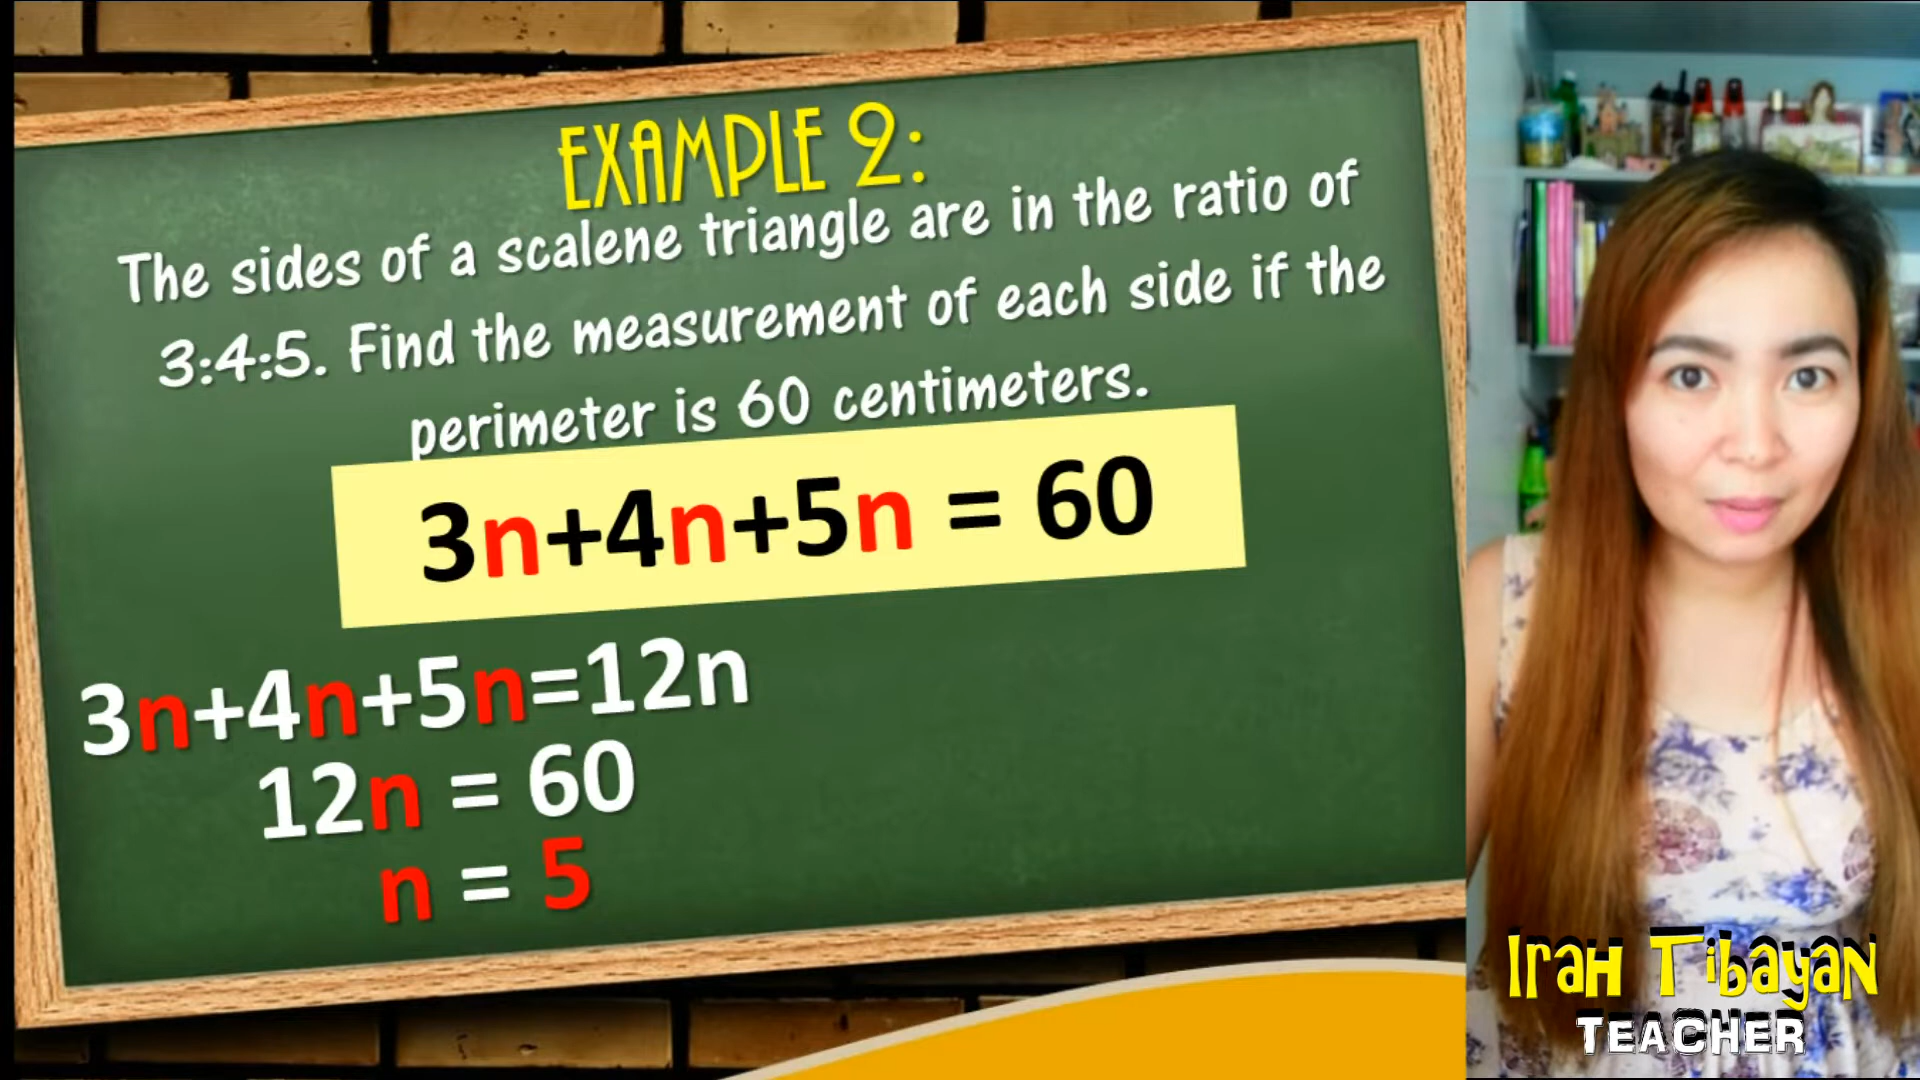 EXAMPLE 2:
The sides of a scalene triangle are in the ratio of
3:4:5. Find the measurement of each side if the
perimeter is 60 centimeters.
3n+4n+5n = 60
3n+4n+5n=12n
12n = 60
n = 5
Irah Tibayan
TEACHER